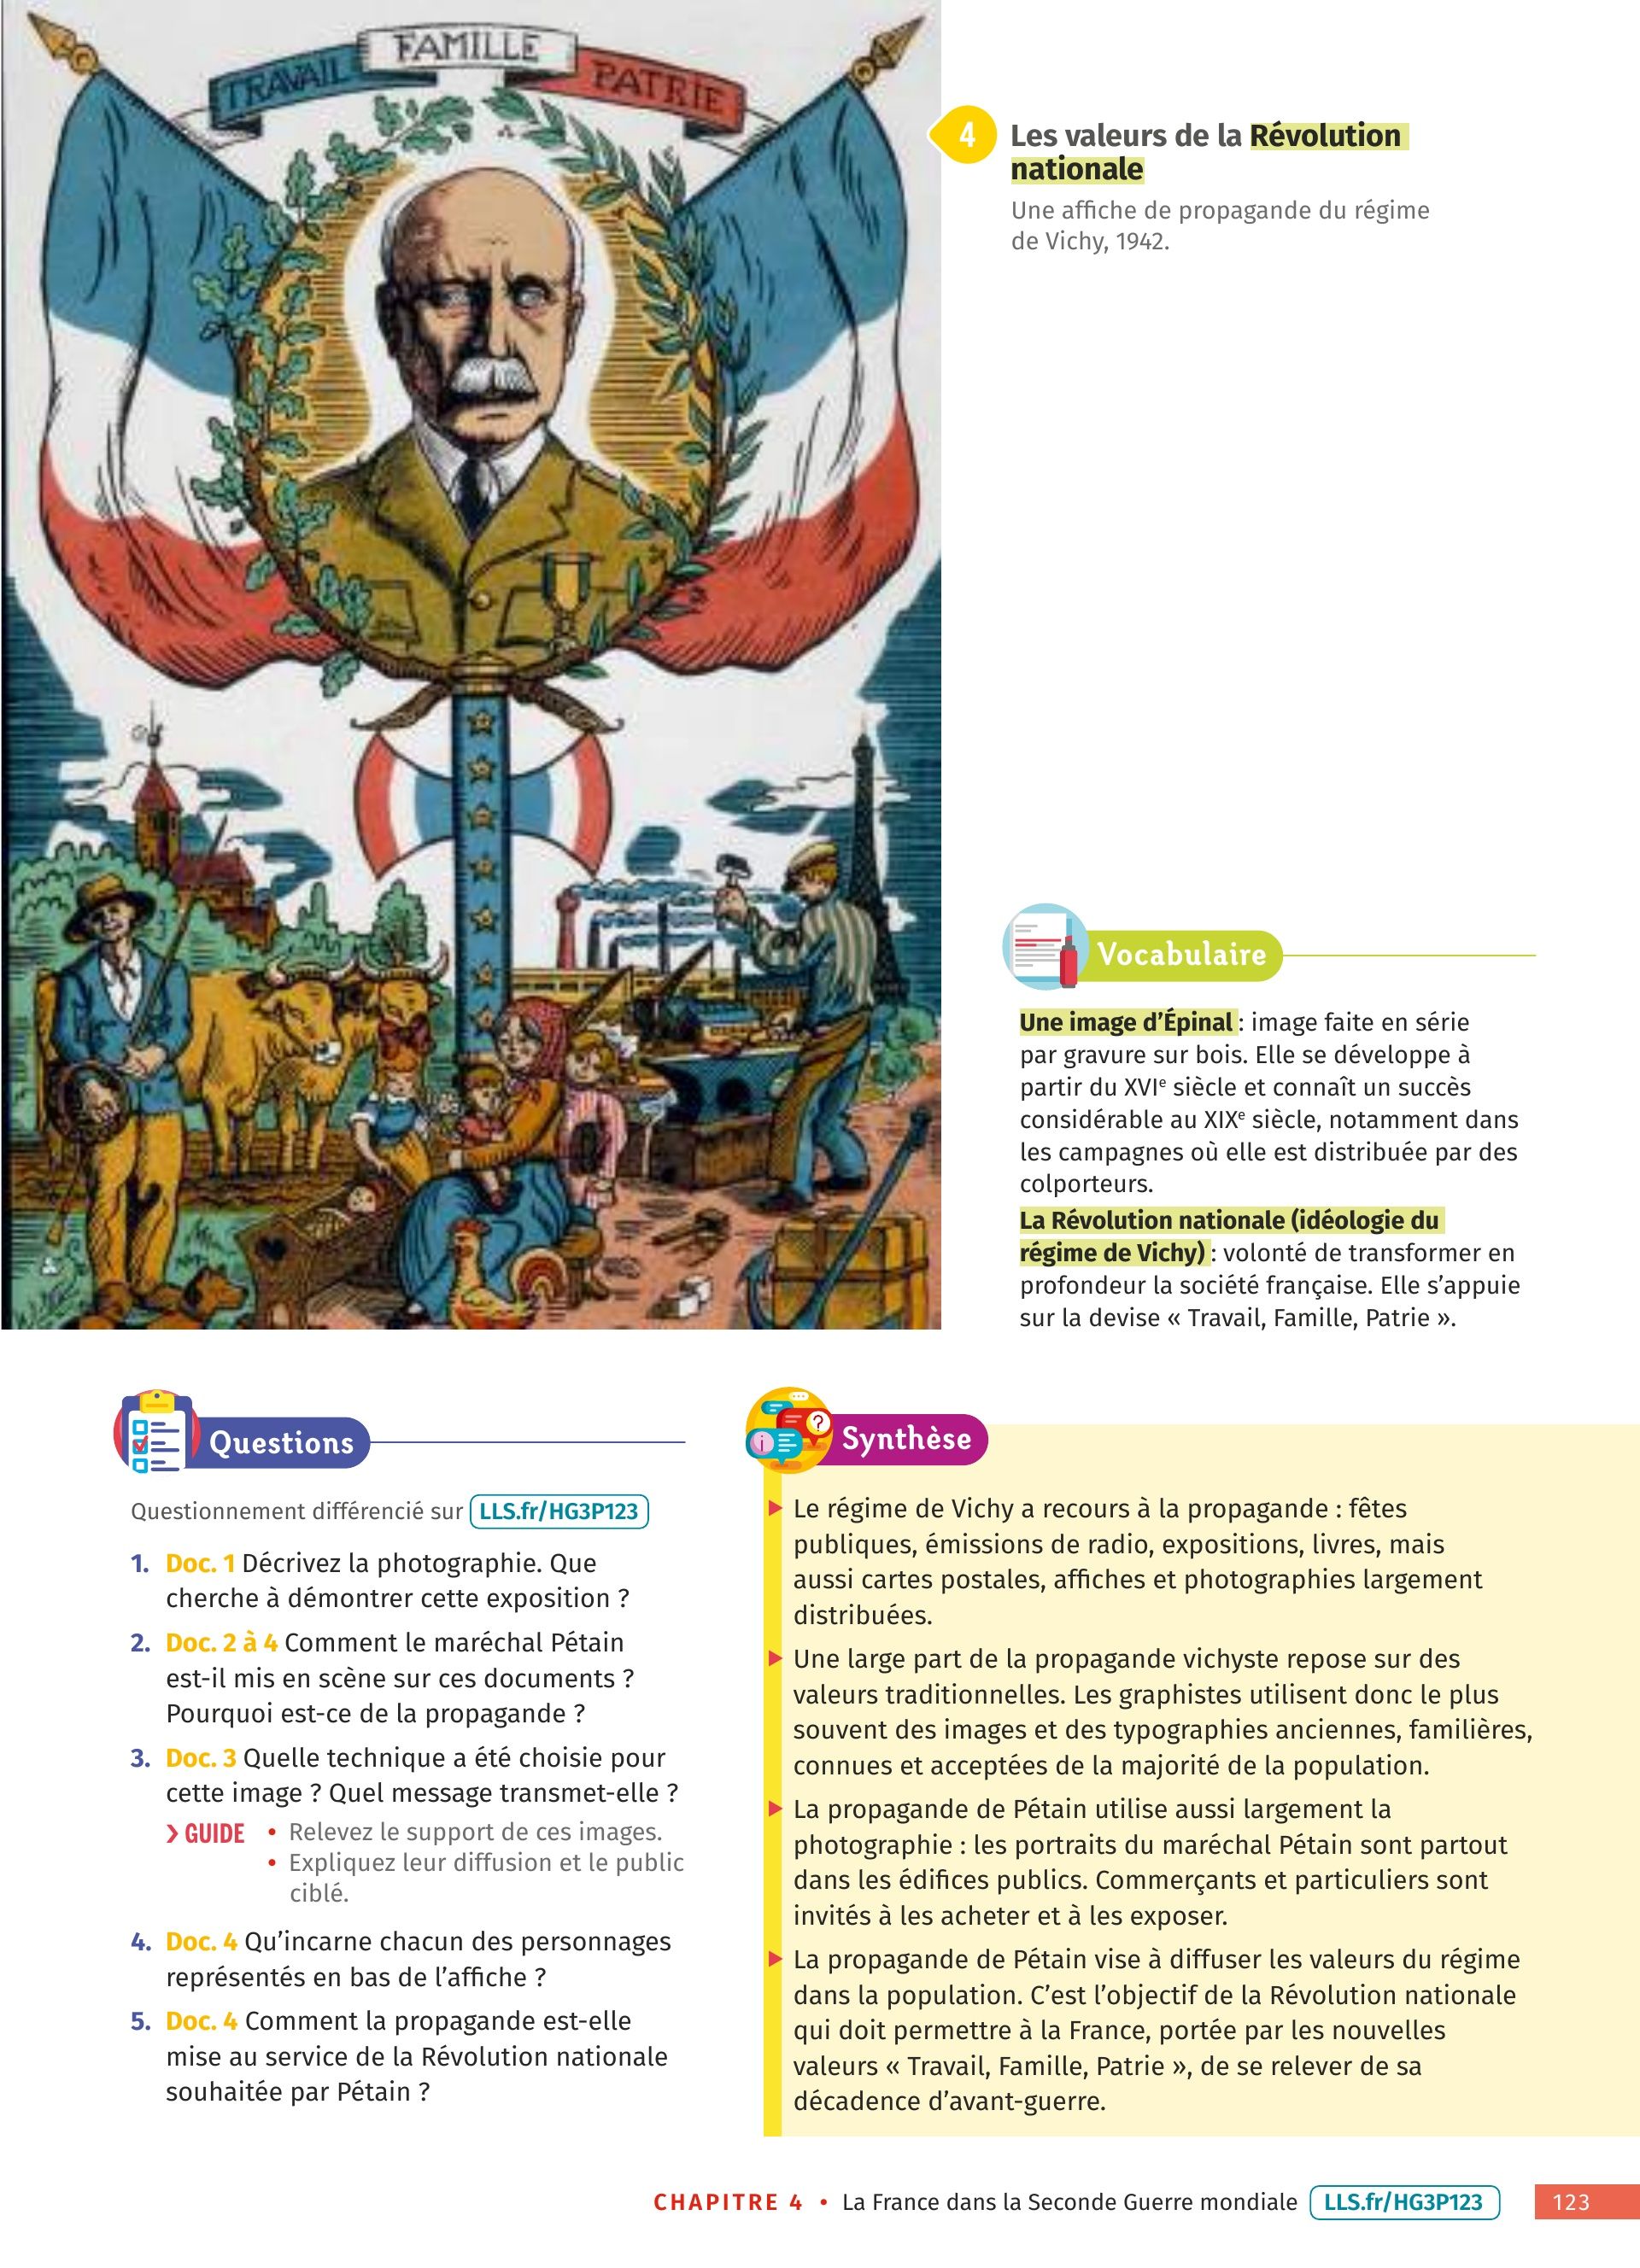 TRAVAIL FAMILLE PATRIE
4
Les valeurs de la Révolution
nationale
Une affiche de propagande du régime
de Vichy, 1942.
Vocabulaire
Une image d’Épinal : image faite en série
par gravure sur bois. Elle se développe à
partir du XVIe siècle et connaît un succès
considérable au XIXe siècle, notamment dans
les campagnes où elle est distribuée par des
colporteurs.
La Révolution nationale (idéologie du
régime de Vichy) : volonté de transformer en
profondeur la société française. Elle s’appuie
sur la devise « Travail, Famille, Patrie ».
Questions
Questionnement différencié sur LLS.fr/HG3P123
1. Doc. 1 Décrivez la photographie. Que
cherche à démontrer cette exposition ?
2. Doc. 2 à 4 Comment le maréchal Pétain
est-il mis en scène sur ces documents ?
Pourquoi est-ce de la propagande ?
3. Doc. 3 Quelle technique a été choisie pour
cette image ? Quel message transmet-elle ?
GUIDE • Relevez le support de ces images.
• Expliquez leur diffusion et le public
ciblé.
4. Doc. 4 Qu’incarne chacun des personnages
représentés en bas de l’affiche ?
5. Doc. 4 Comment la propagande est-elle
mise au service de la Révolution nationale
souhaitée par Pétain ?
Synthèse
Le régime de Vichy a recours à la propagande : fêtes
publiques, émissions de radio, expositions, livres, mais
aussi cartes postales, affiches et photographies largement
distribuées.
Une large part de la propagande vichyste repose sur des
valeurs traditionnelles. Les graphistes utilisent donc le plus
souvent des images et des typographies anciennes, familières,
connues et acceptées de la majorité de la population.
La propagande de Pétain utilise aussi largement la
photographie : les portraits du maréchal Pétain sont partout
dans les édifices publics. Commerçants et particuliers sont
invités à les acheter et à les exposer.
La propagande de Pétain vise à diffuser les valeurs du régime
dans la population. C’est l’objectif de la Révolution nationale
qui doit permettre à la France, portée par les nouvelles
valeurs « Travail, Famille, Patrie », de se relever de sa
décadence d’avant-guerre.
CHAPITRE 4 • La France dans la Seconde Guerre mondiale LLS.fr/HG3P123 123